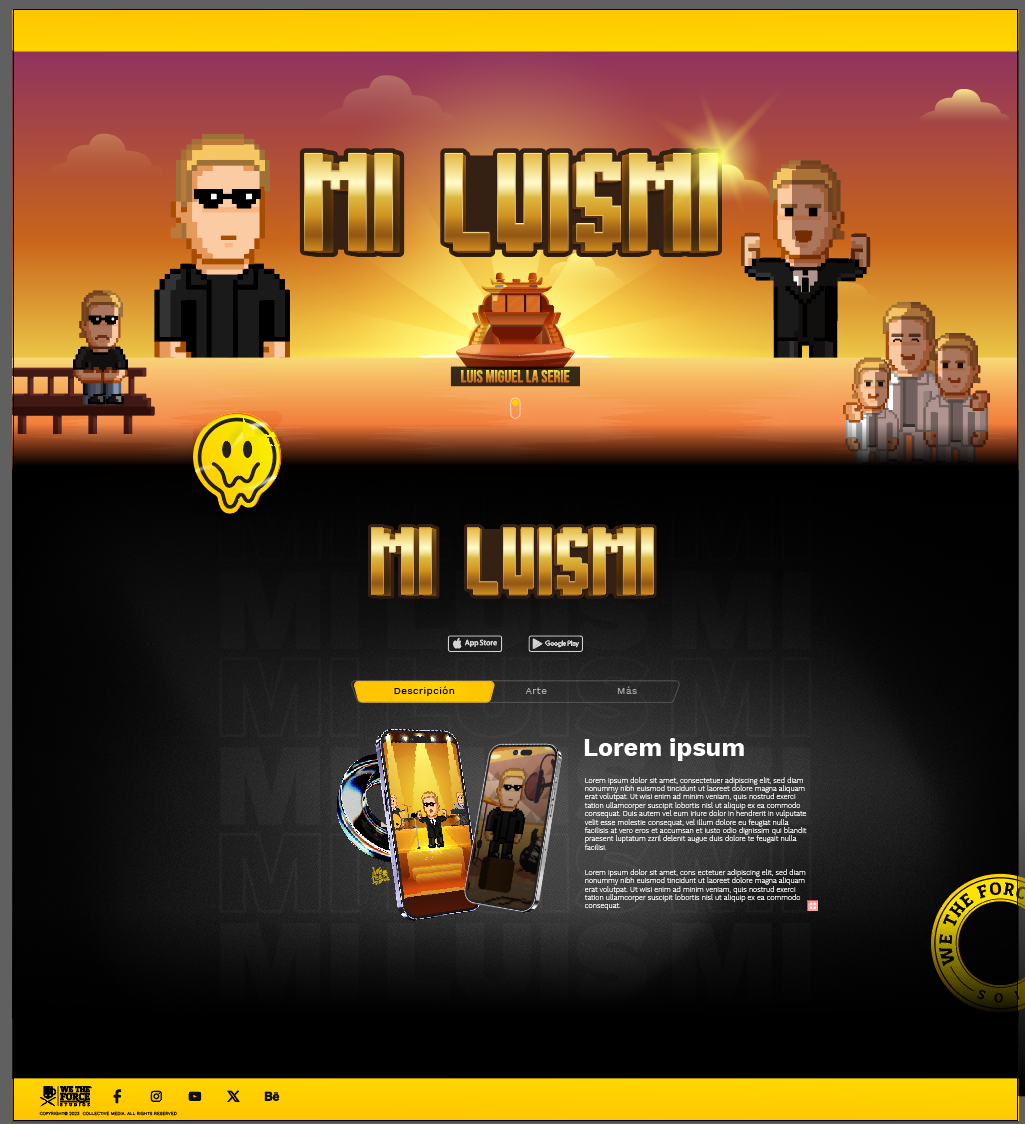 MI LUISMI
LUIS MIGUEL LA SERIE
MI LUISMI
App Store
Google Play
Descripción
Arte
Más
Lorem ipsum
Lorem ipsum dolor sit amet, consectetuer adipiscing elit, sed diam
nonummy nibh euismod tincidunt ut laoreet dolore magna aliquam
erat volutpat. Ut wisi enim ad minim veniam, quis nostrud exerci
tation ullamcorper suscipit lobortis nisl ut aliquip ex ea commodo
consequat. Duis autem vel eum iriure dolor in hendrerit in vulputate
velit esse molestie consequat, vel illum dolore eu feugiat nulla
facilisis at vero eros et accumsan et iusto odio dignissim qui blandit
praesent luptatum zzril delenit augue duis dolore te feugait nulla
facilisi.
Lorem ipsum dolor sit amet, cons ectetuer adipiscing elit, sed diam
nonummy nibh euismod tincidunt ut laoreet dolore magna aliquam
erat volutpat. Ut wisi enim ad minim veniam, quis nostrud exerci
tation ullamcorper suscipit lobortis nisl ut aliquip ex ea commodo
consequat.
MI LUISMI
MI LUISMI
MI LUISMI
WE THE FORC
SOY
WE THE
FORCE
STUDIOS
Bē
COPYRIGHT© 2023 COLLECTIVE MEDIA. ALL RIGHTS RESERVED